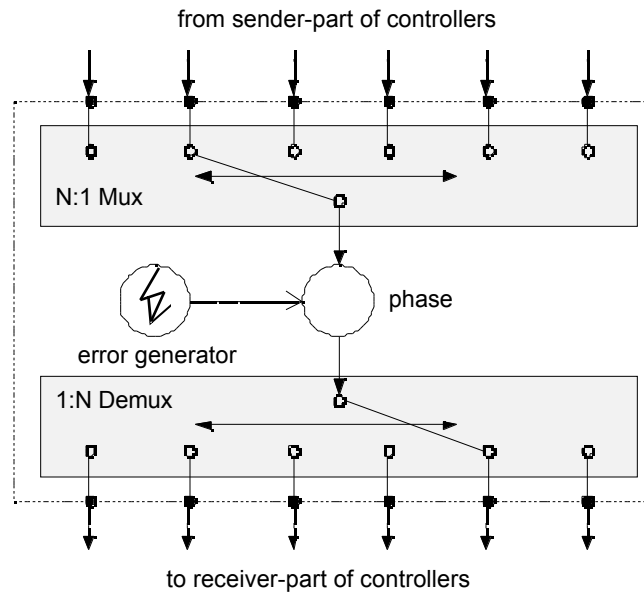 from sender-part of controllers
N:1 Mux
phase
error generator
1:N Demux
to receiver-part of controllers